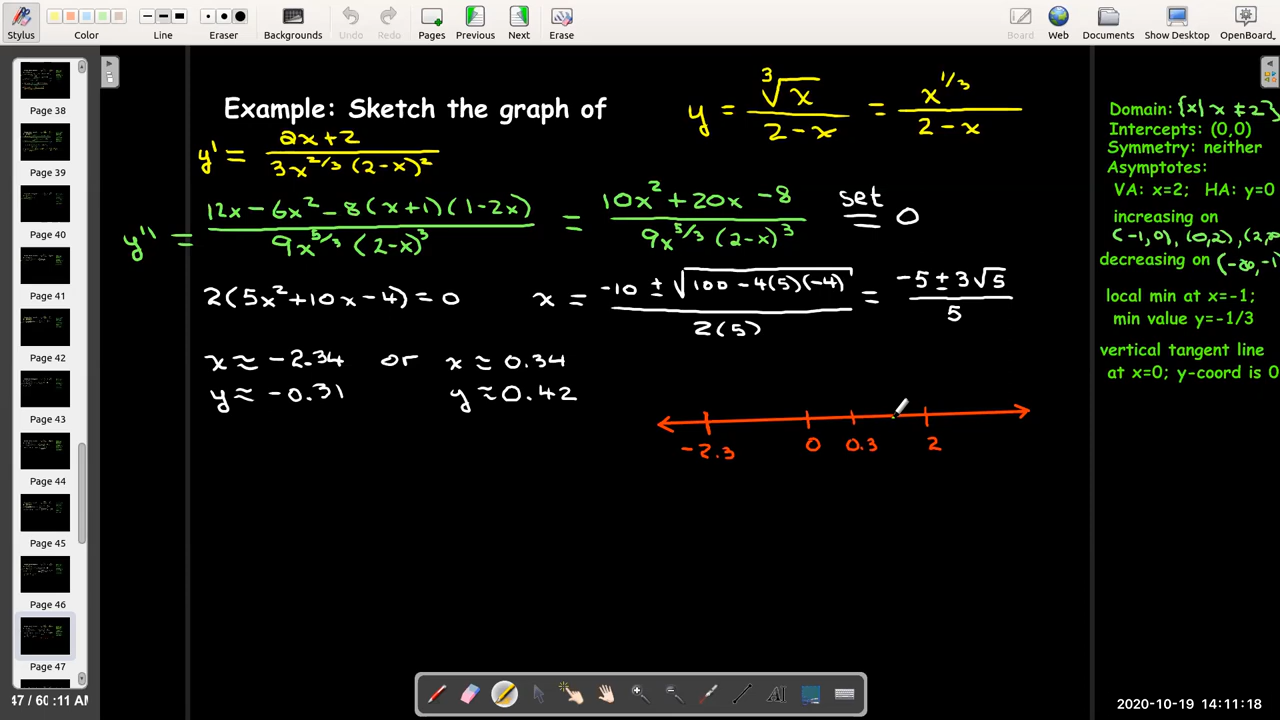 Stylus Color Line Eraser Backgrounds Undo Redo Pages Previous Next Erase Board Web Documents Show Desktop OpenBoard
Page 38
Page 39
Page 40
Page 41
Page 42
Page 43
Page 44
Page 45
Page 46
Page 47
47 / 60 :11 AM
Example: Sketch the graph of y = ∛x / (2-x) = x^(1/3) / (2-x)
y' = (2x+2) / (3x^(2/3) (2-x)²)
y'' = (12x - 6x² - 8(x+1)(1-2x)) / (9x^(5/3) (2-x)³) = (10x² + 20x - 8) / (9x^(5/3) (2-x)³) set = 0
2(5x²+10x-4) = 0 x = (-10 ± √(100 - 4(5)(-4))) / 2(5) = (-5 ± 3√5) / 5
x ≈ -2.34 or x ≈ 0.34
y ≈ -0.31 y ≈ 0.42
-2.3 0 0.3 2
Domain: {x| x ≠ 2}
Intercepts: (0,0)
Symmetry: neither
Asymptotes:
VA: x=2; HA: y=0
increasing on
(-1,0), (0,2), (2,∞
decreasing on (-∞,-1
local min at x=-1;
min value y=-1/3
vertical tangent line
at x=0; y-coord is 0
AI
2020-10-19 14:11:18